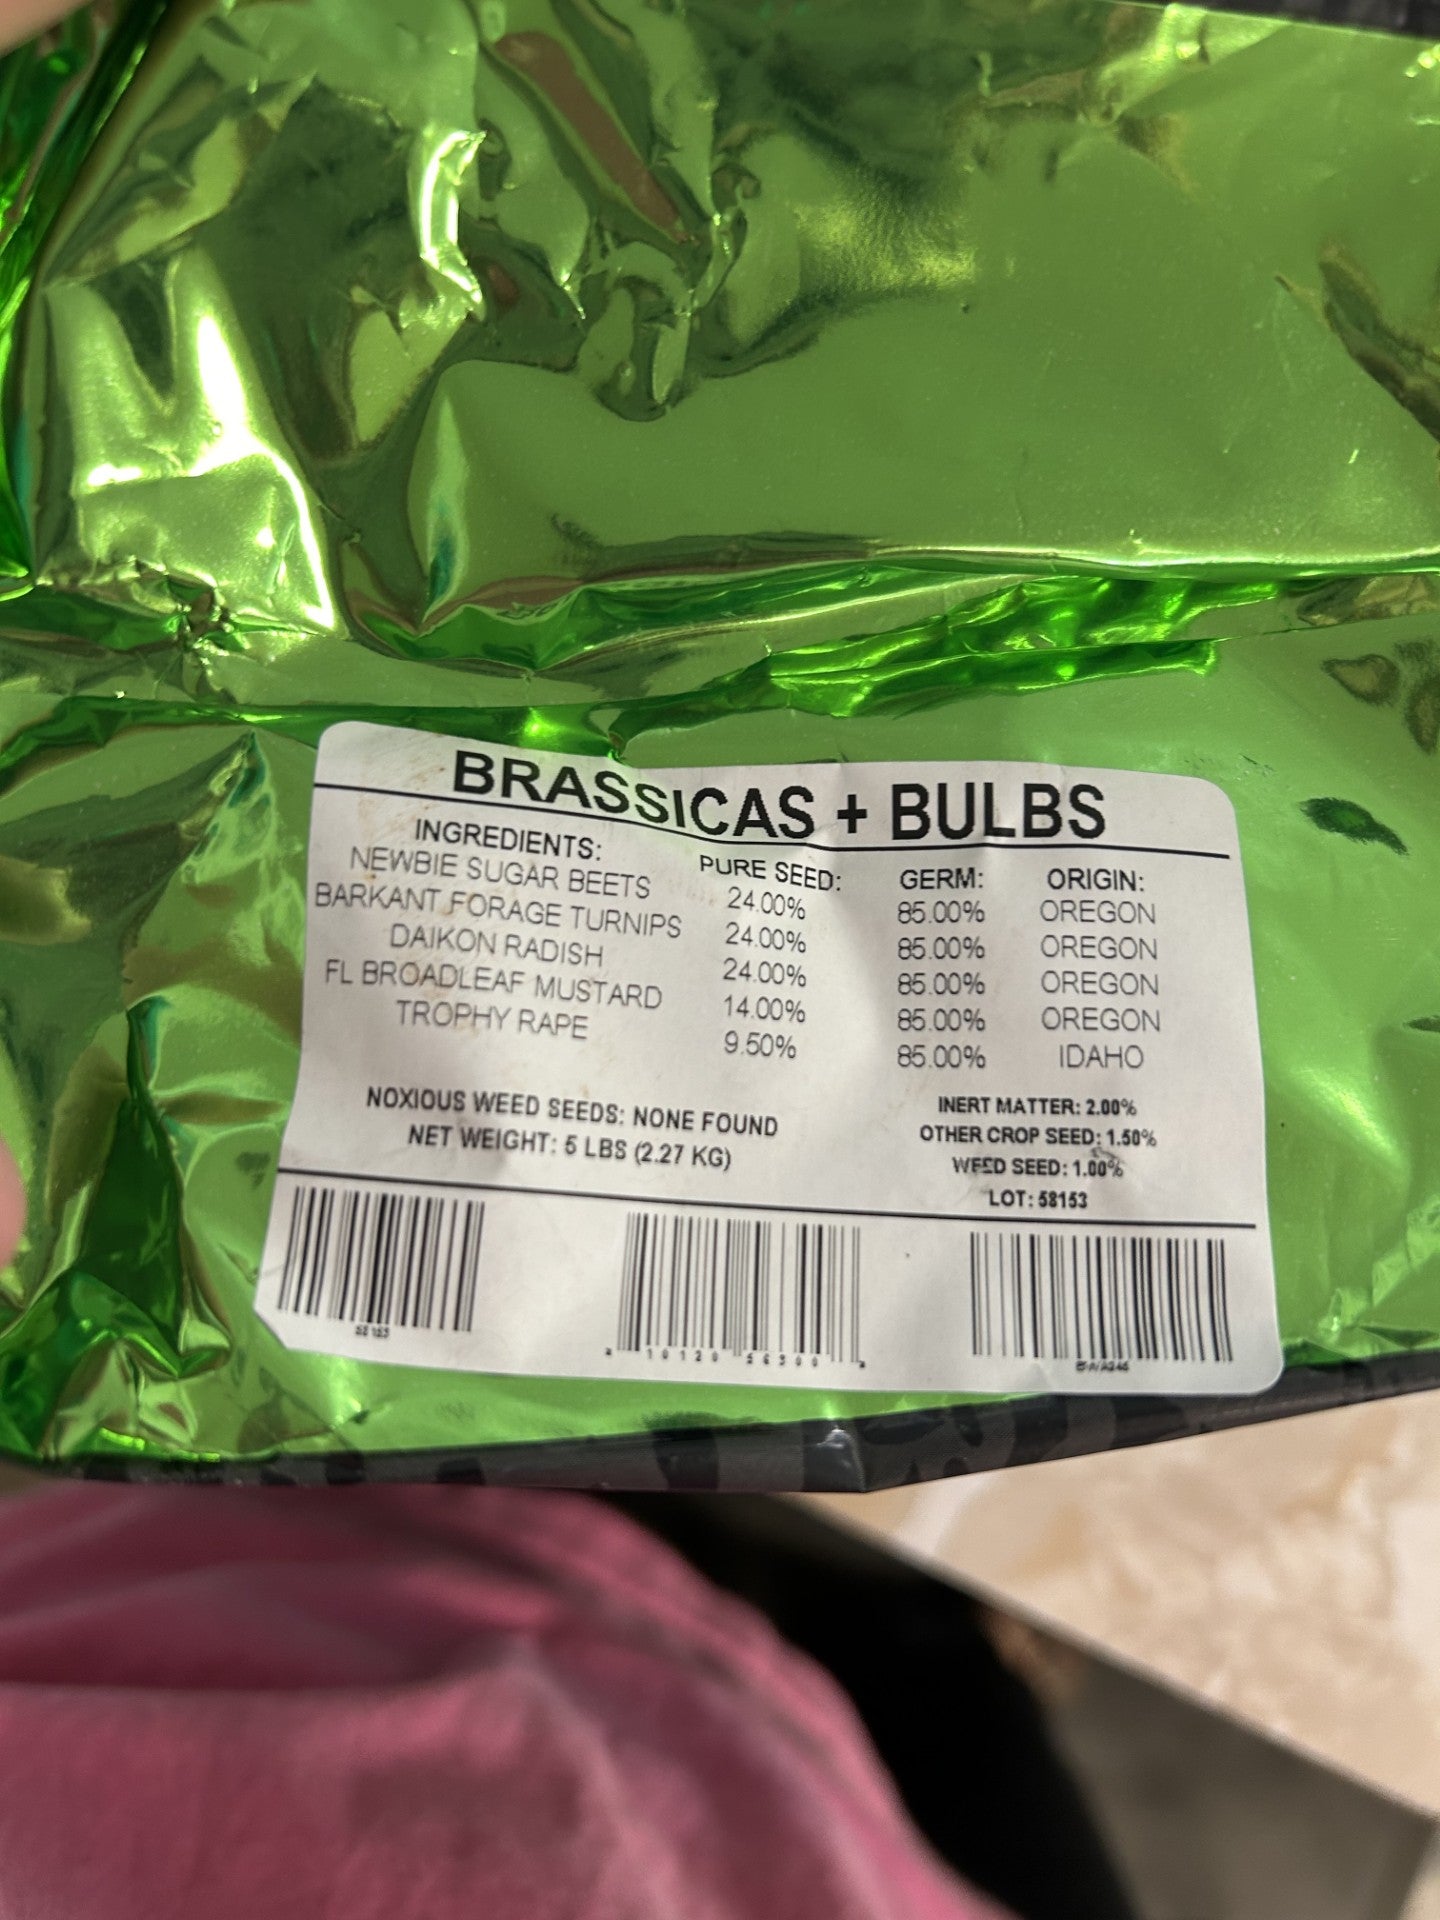 BRASSICAS + BULBS
INGREDIENTS: PURE SEED: GERM: ORIGIN:
NEWBIE SUGAR BEETS 24.00% 85.00% OREGON
BARKANT FORAGE TURNIPS 24.00% 85.00% OREGON
DAIKON RADISH 24.00% 85.00% OREGON
FL BROADLEAF MUSTARD 14.00% 85.00% OREGON
TROPHY RAPE 9.50% 85.00% IDAHO
NOXIOUS WEED SEEDS: NONE FOUND
NET WEIGHT: 5 LBS (2.27 KG)
INERT MATTER: 2.00%
OTHER CROP SEED: 1.50%
WEED SEED: 1.00%
LOT: 58153
58153